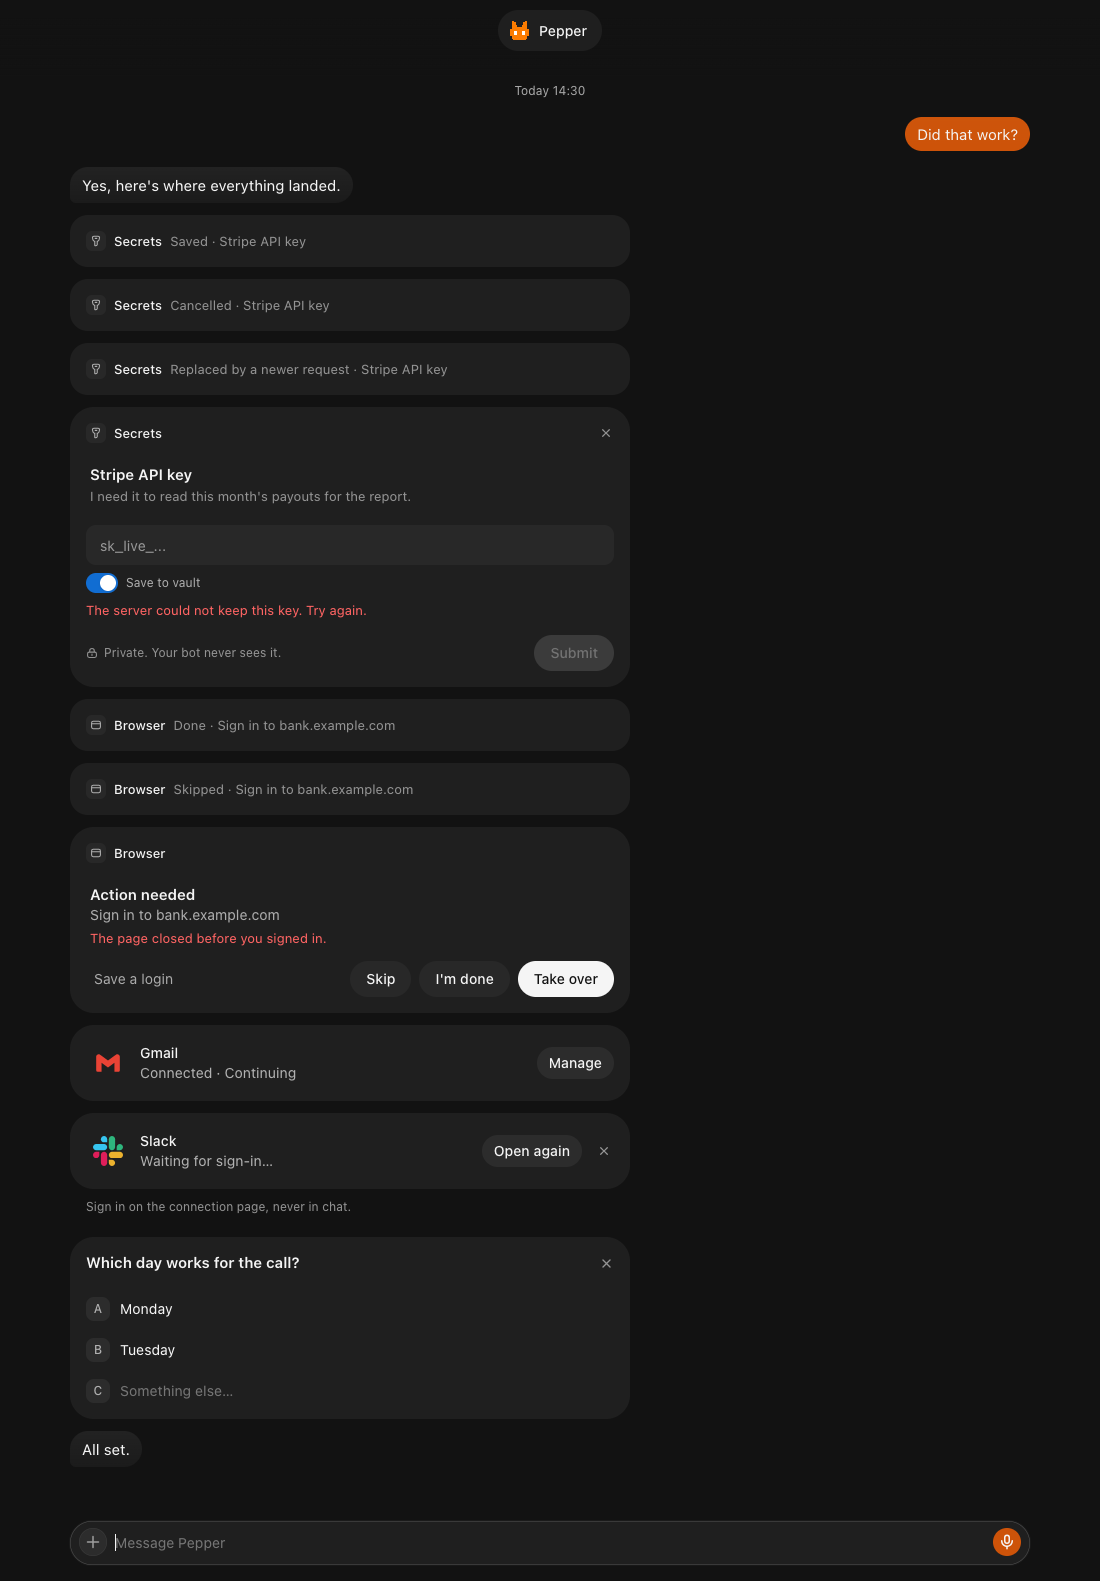 Pepper
Today 14:30
Did that work?
Yes, here's where everything landed.
Secrets Saved · Stripe API key
Secrets Cancelled · Stripe API key
Secrets Replaced by a newer request · Stripe API key
Secrets
Stripe API key
I need it to read this month's payouts for the report.
sk_live_...
Save to vault
The server could not keep this key. Try again.
Private. Your bot never sees it.
Submit
Browser Done · Sign in to bank.example.com
Browser Skipped · Sign in to bank.example.com
Browser
Action needed
Sign in to bank.example.com
The page closed before you signed in.
Save a login
Skip
I'm done
Take over
Gmail
Connected · Continuing
Manage
Slack
Waiting for sign-in...
Open again
Sign in on the connection page, never in chat.
Which day works for the call?
A Monday
B Tuesday
C Something else...
All set.
Message Pepper